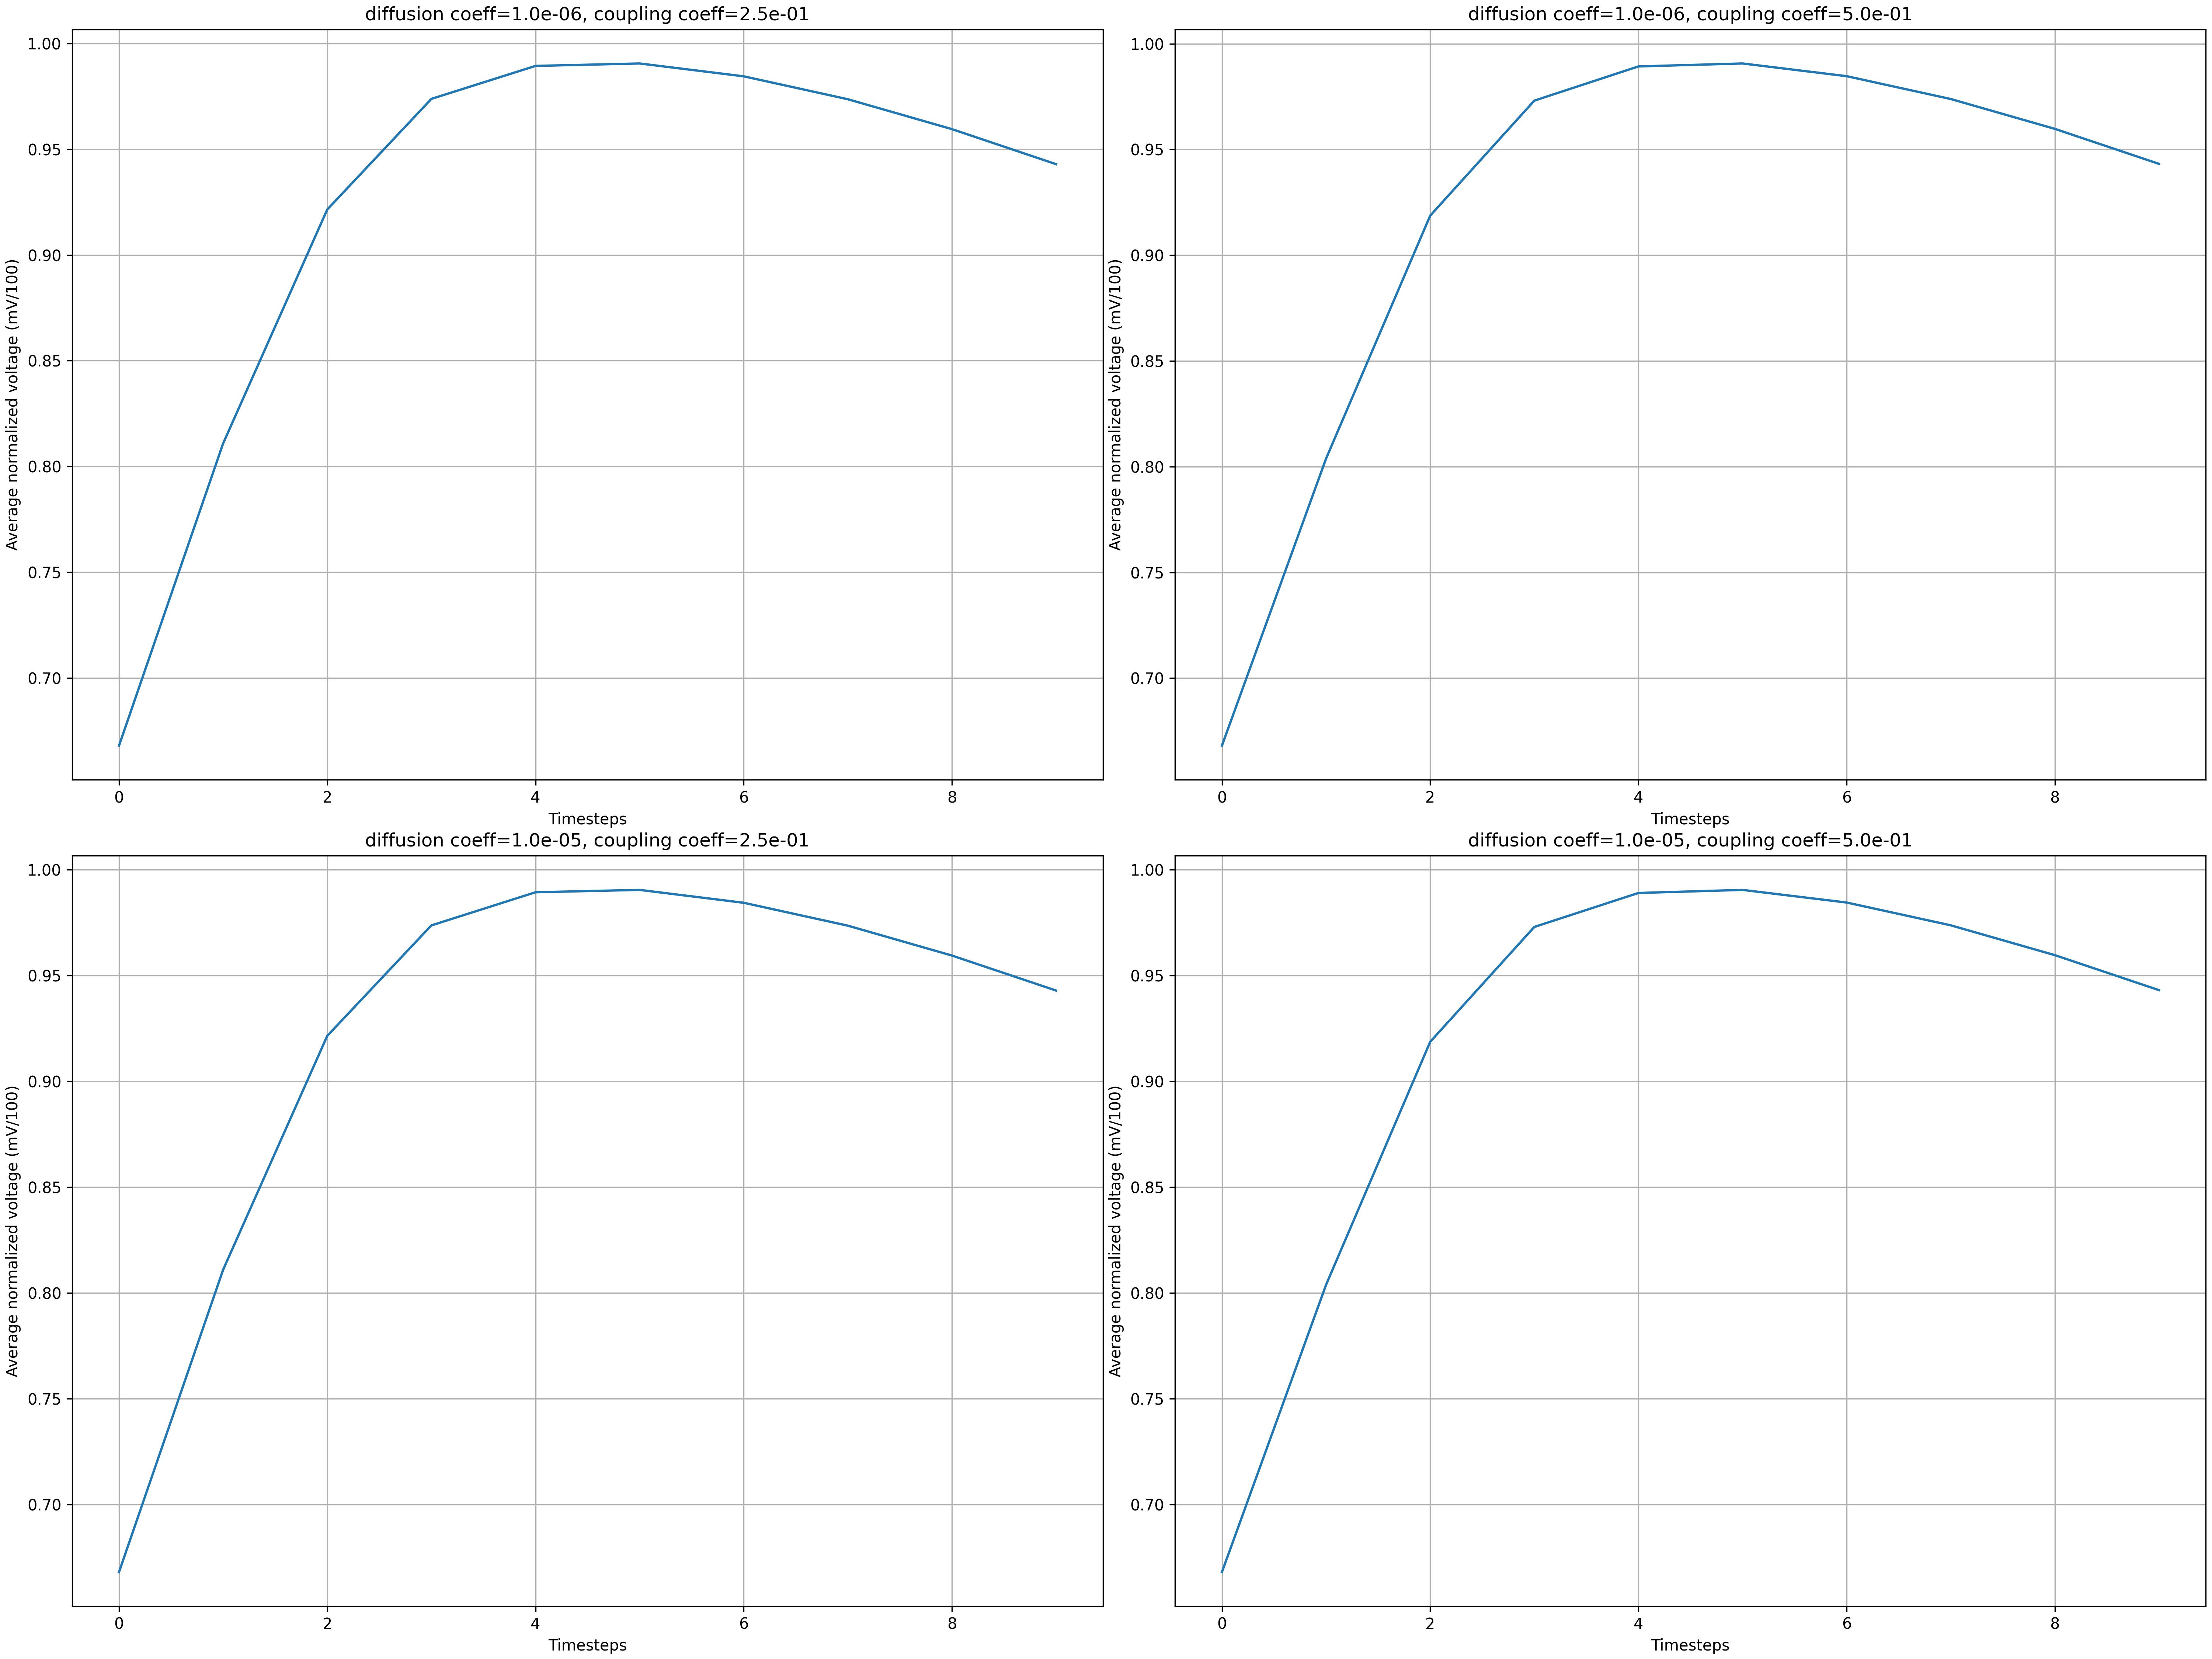 diffusion coeff=1.0e-06, coupling coeff=2.5e-01
Average normalized voltage (mV/100)
1.00
0.95
0.90
0.85
0.80
0.75
0.70
0 2 4 6 8
Timesteps
diffusion coeff=1.0e-06, coupling coeff=5.0e-01
Average normalized voltage (mV/100)
1.00
0.95
0.90
0.85
0.80
0.75
0.70
0 2 4 6 8
Timesteps
diffusion coeff=1.0e-05, coupling coeff=2.5e-01
Average normalized voltage (mV/100)
1.00
0.95
0.90
0.85
0.80
0.75
0.70
0 2 4 6 8
Timesteps
diffusion coeff=1.0e-05, coupling coeff=5.0e-01
Average normalized voltage (mV/100)
1.00
0.95
0.90
0.85
0.80
0.75
0.70
0 2 4 6 8
Timesteps